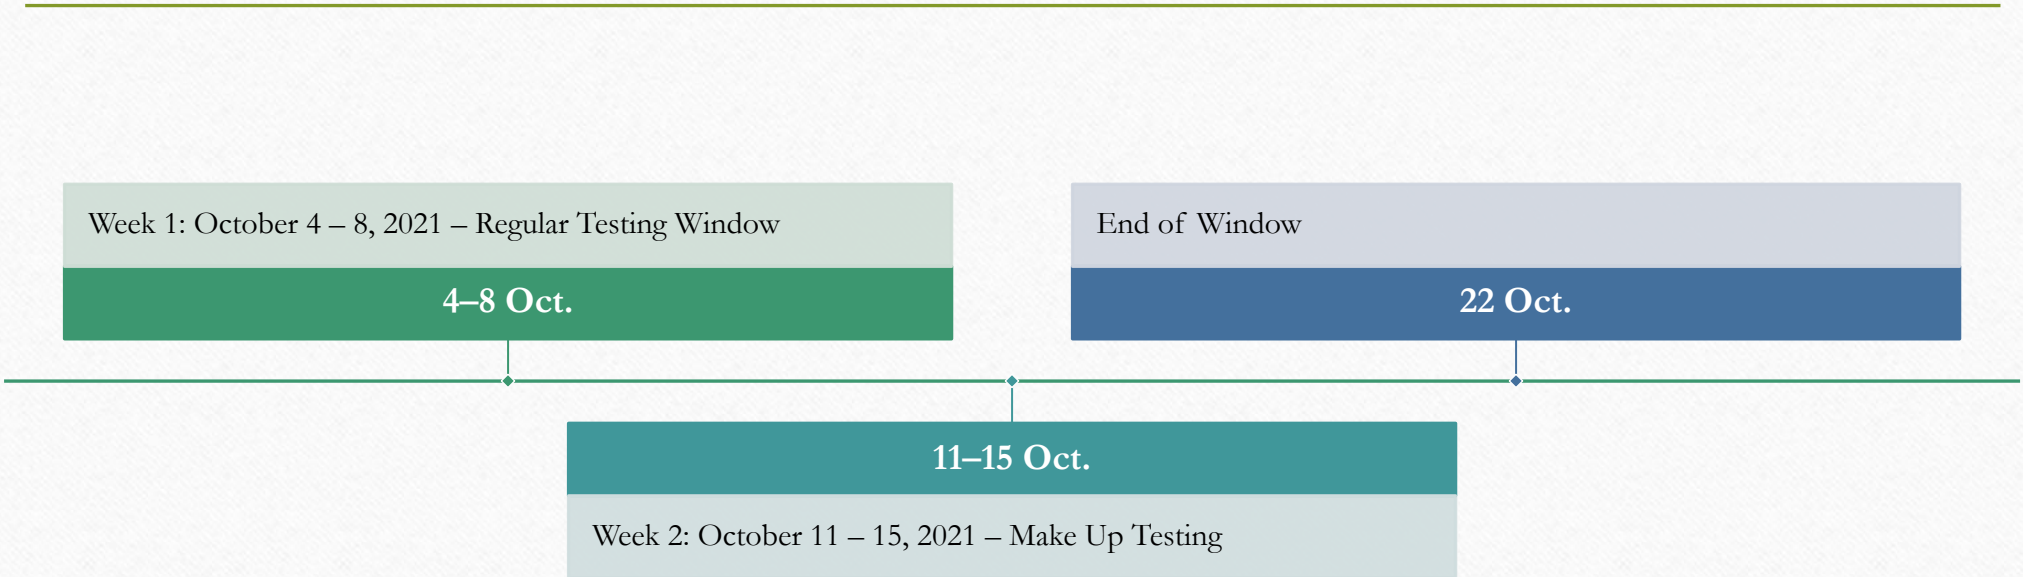 Week 1: October 4 – 8, 2021 – Regular Testing Window
4–8 Oct.
End of Window
22 Oct.
11–15 Oct.
Week 2: October 11 – 15, 2021 – Make Up Testing